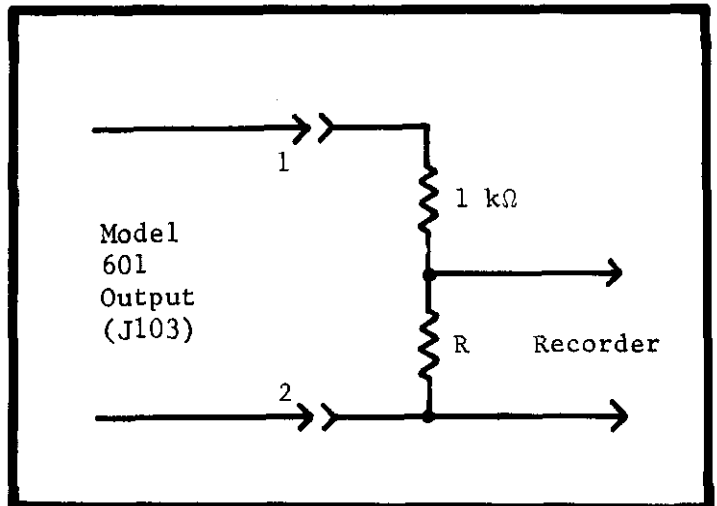 1
1 kΩ
Model
601
Output
(J103)
R
Recorder
2